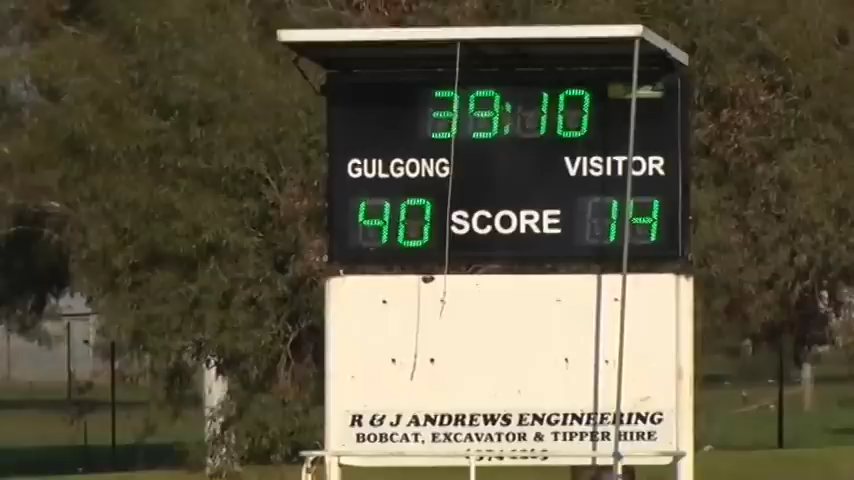 39:10
GULGONG VISITOR
40 SCORE 14
R & J ANDREWS ENGINEERING
BOBCAT, EXCAVATOR & TIPPER HIRE